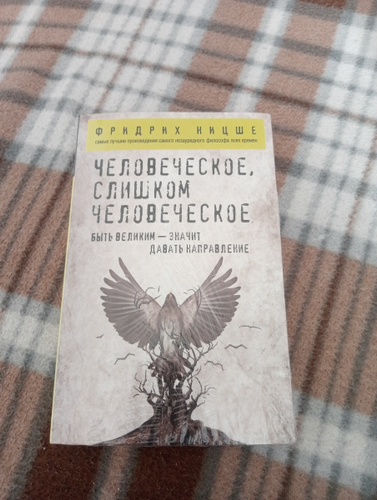 ФРИДРИХ НИЦШЕ
самые лучшие произведения самого неоднозначного философа всех времен
ЧЕЛОВЕЧЕСКОЕ,
СЛИШКОМ
ЧЕЛОВЕЧЕСКОЕ
БЫТЬ ВЕЛИКИМ — ЗНАЧИТ
ДАВАТЬ НАПРАВЛЕНИЕ